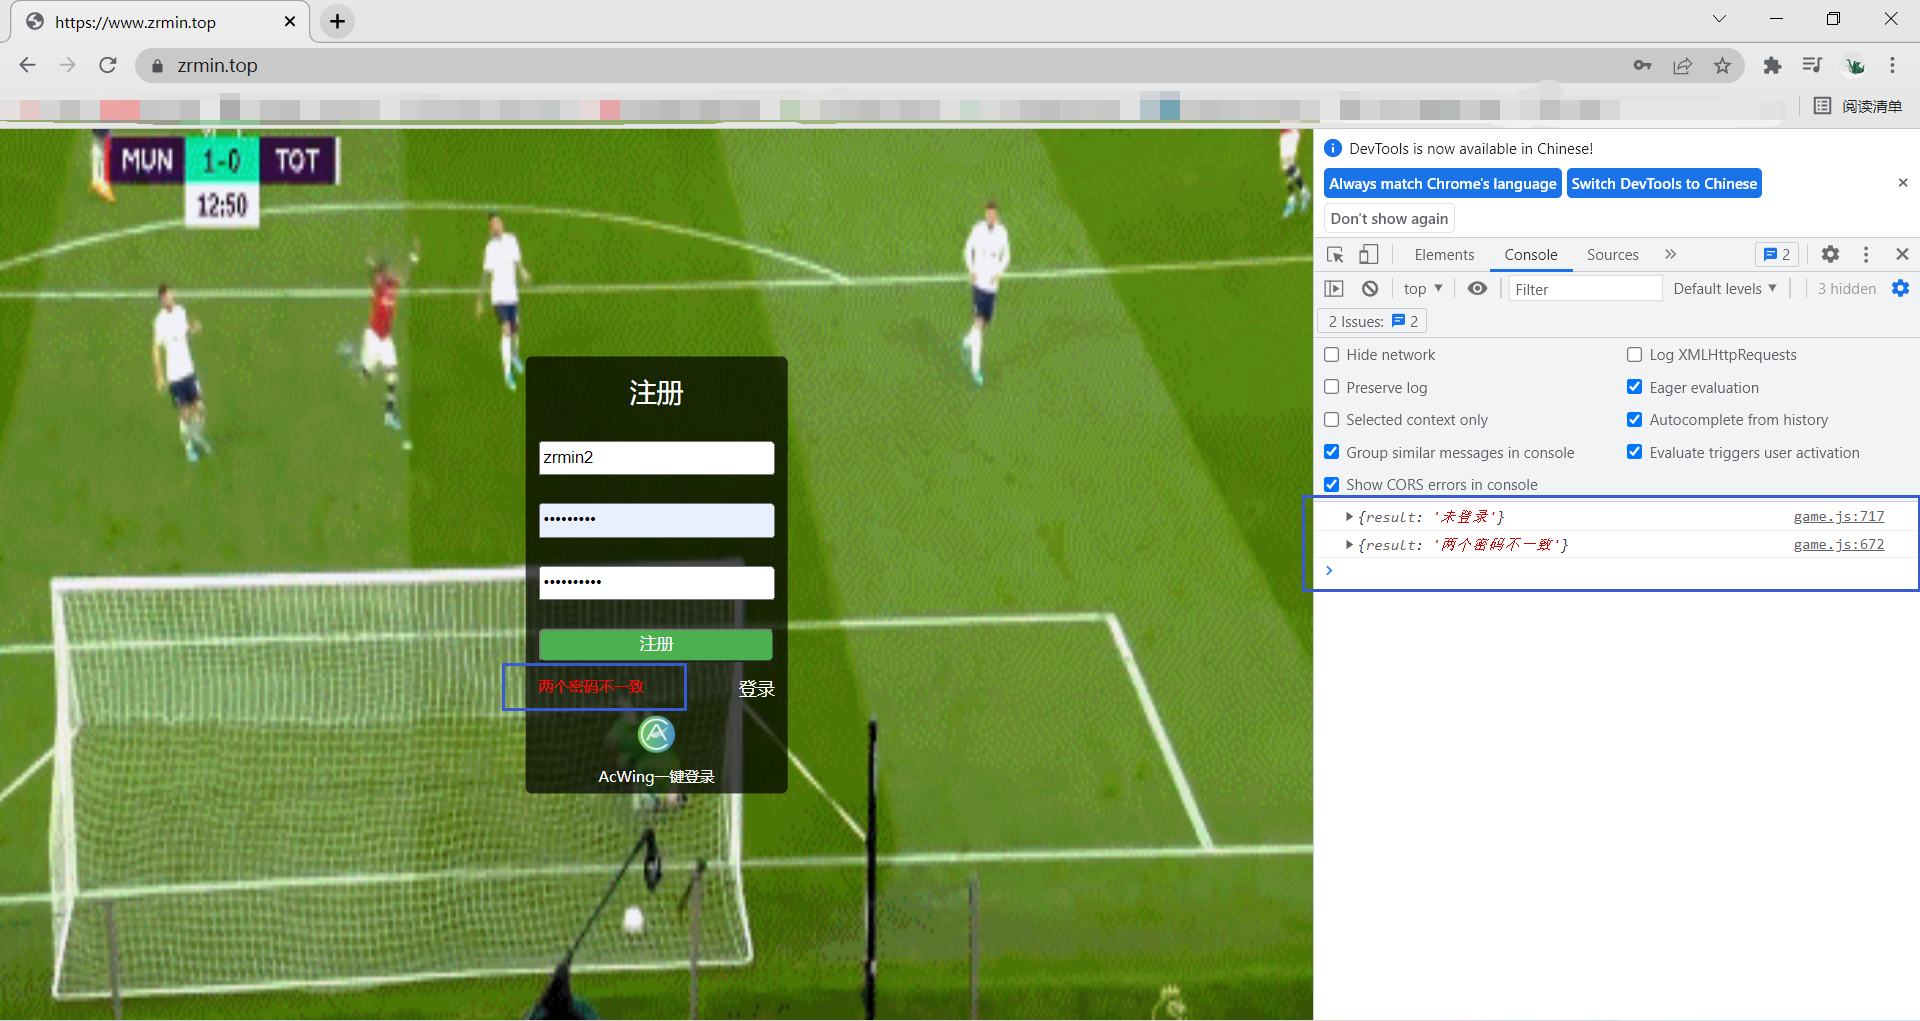 https://www.zrmin.top
zrmin.top
阅读清单
MUN 1-0 TOT
12:50
注册
zrmin2
•••••••••
••••••••••
注册
两个密码不一致
登录
AcWing一键登录
DevTools is now available in Chinese!
Always match Chrome's language
Switch DevTools to Chinese
Don't show again
Elements
Console
Sources
2
top
Filter
Default levels
3 hidden
2 Issues: 2
Hide network
Log XMLHttpRequests
Preserve log
Eager evaluation
Selected context only
Autocomplete from history
Group similar messages in console
Evaluate triggers user activation
Show CORS errors in console
{result: '未登录'} game.js:717
{result: '两个密码不一致'} game.js:672